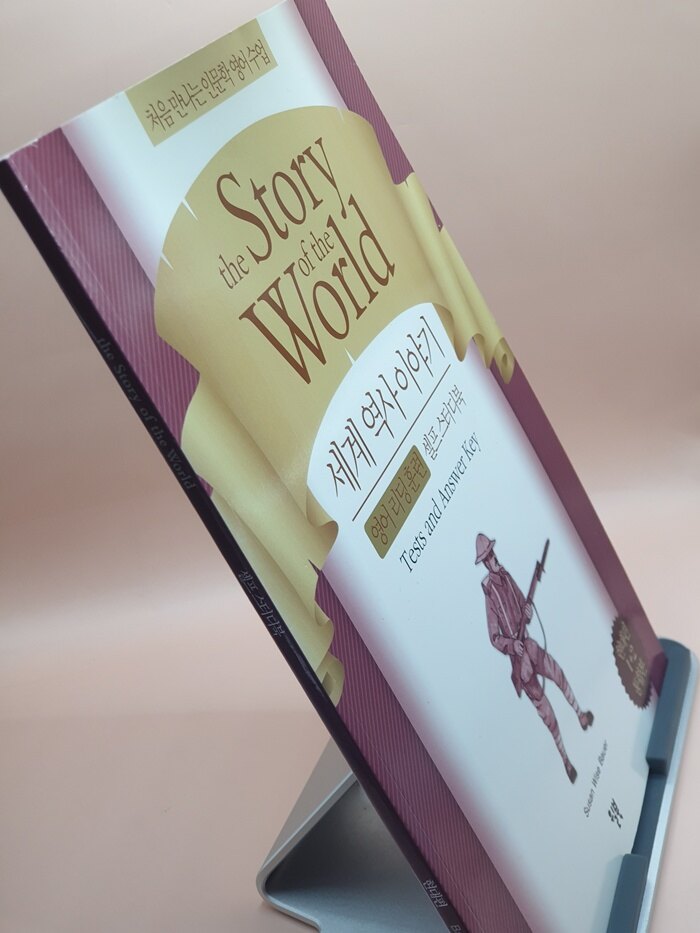 처음 만나는 인문학 영어 수업
the Story
of the
World
세계 역사 이야기
영어 리딩 훈련 셀프 스터디북
Tests and Answer Key
Susan Wise Bauer
the Story of the World
셀프 스터디북